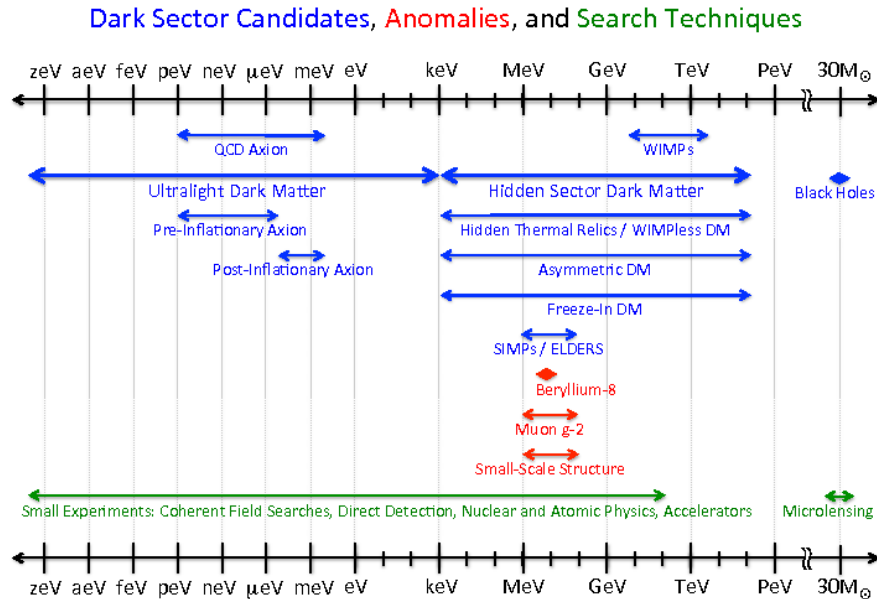 Dark Sector Candidates, Anomalies, and Search Techniques
zeV aeV feV peV neV μeV meV eV keV MeV GeV TeV PeV 30M☉
QCD Axion WIMPs
Ultralight Dark Matter Hidden Sector Dark Matter Black Holes
Pre-Inflationary Axion Hidden Thermal Relics / WIMPless DM
Post-Inflationary Axion Asymmetric DM
Freeze-In DM
SIMPs / ELDERS
Beryllium-8
Muon g-2
Small-Scale Structure
Small Experiments: Coherent Field Searches, Direct Detection, Nuclear and Atomic Physics, Accelerators Microlensing
zeV aeV feV peV neV μeV meV eV keV MeV GeV TeV PeV 30M☉